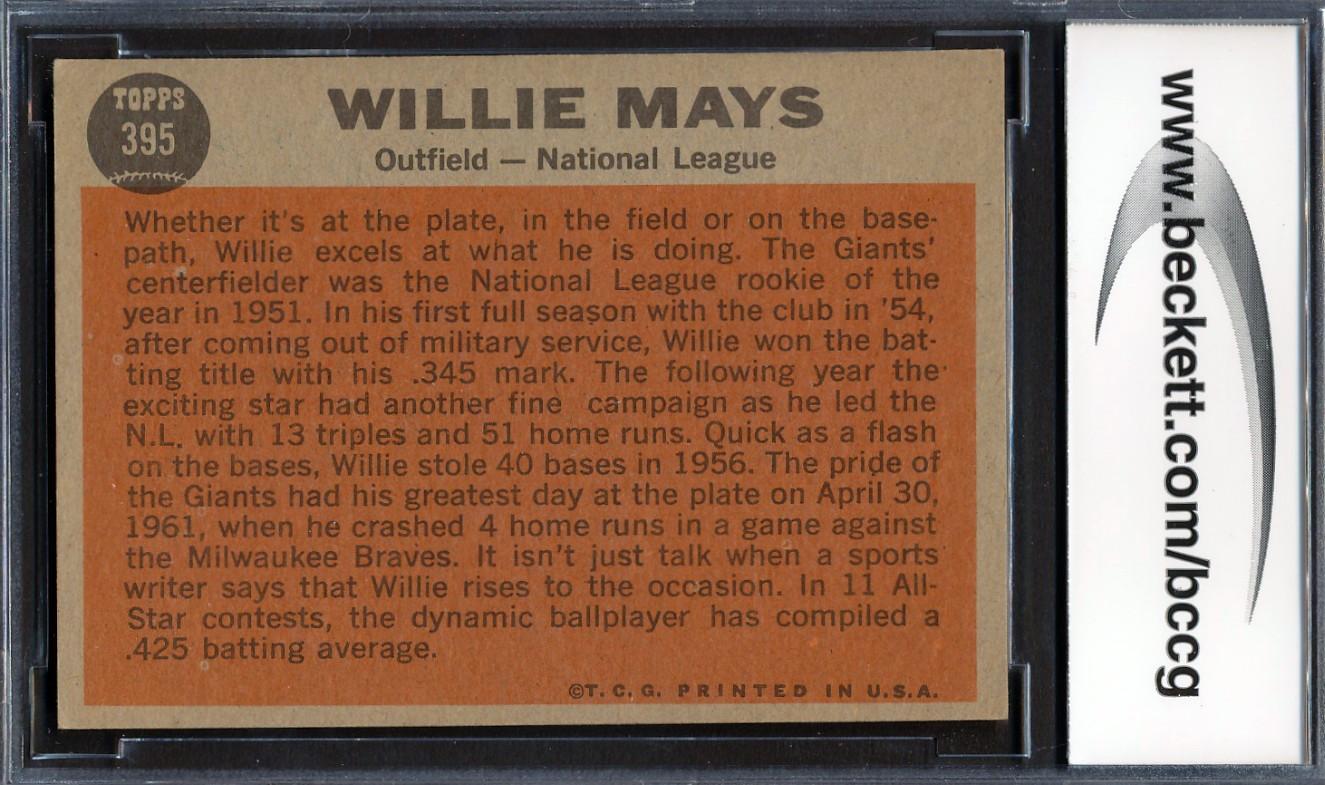 TOPPS
395
WILLIE MAYS
Outfield — National League
Whether it's at the plate, in the field or on the base-
path, Willie excels at what he is doing. The Giants'
centerfielder was the National League rookie of the
year in 1951. In his first full season with the club in '54,
after coming out of military service, Willie won the bat-
ting title with his .345 mark. The following year the
exciting star had another fine campaign as he led the
N.L. with 13 triples and 51 home runs. Quick as a flash
on the bases, Willie stole 40 bases in 1956. The pride of
the Giants had his greatest day at the plate on April 30,
1961, when he crashed 4 home runs in a game against
the Milwaukee Braves. It isn't just talk when a sports
writer says that Willie rises to the occasion. In 11 All-
Star contests, the dynamic ballplayer has compiled a
.425 batting average.
©T.C.G. PRINTED IN U.S.A.
www.beckett.com/bccg